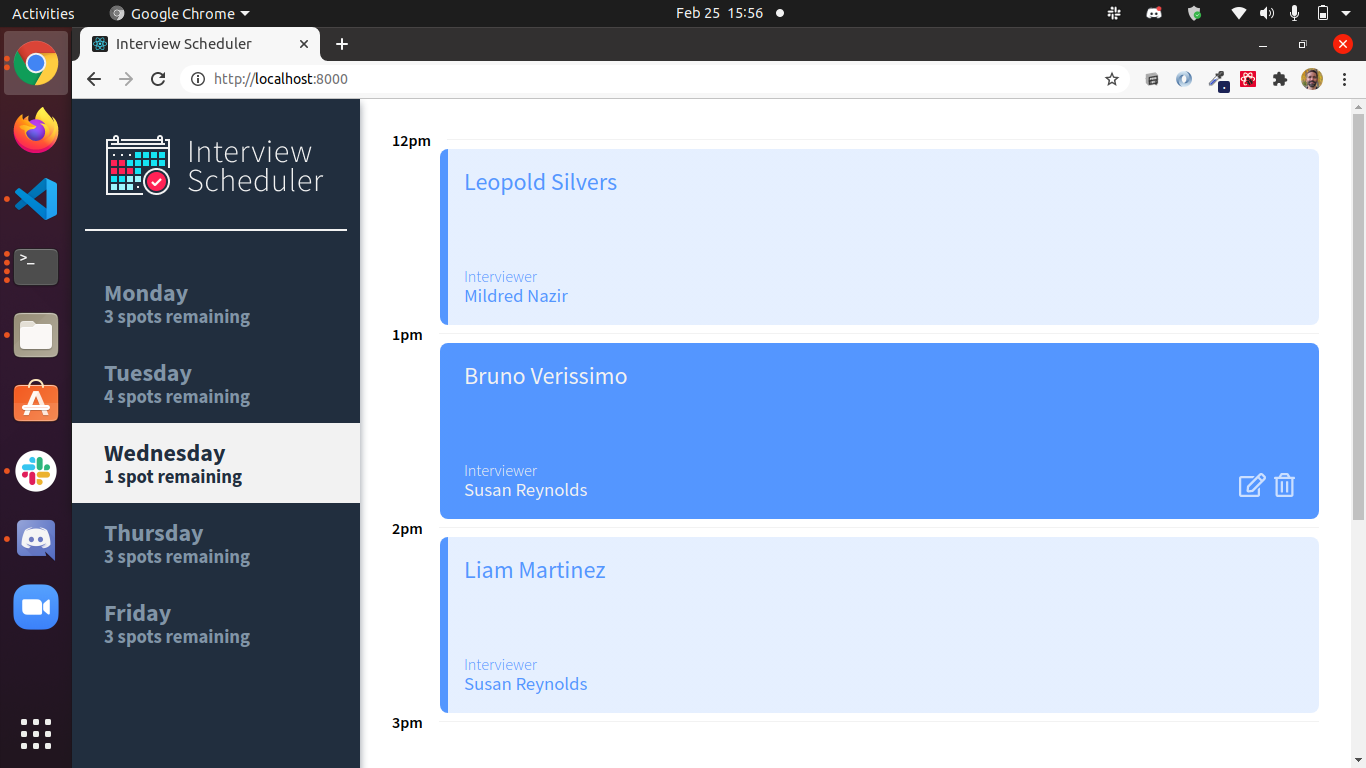 Activities
Google Chrome
Feb 25 15:56
Interview Scheduler
http://localhost:8000
Interview
Scheduler
Monday
3 spots remaining
Tuesday
4 spots remaining
Wednesday
1 spot remaining
Thursday
3 spots remaining
Friday
3 spots remaining
12pm
Leopold Silvers
Interviewer
Mildred Nazir
1pm
Bruno Verissimo
Interviewer
Susan Reynolds
2pm
Liam Martinez
Interviewer
Susan Reynolds
3pm